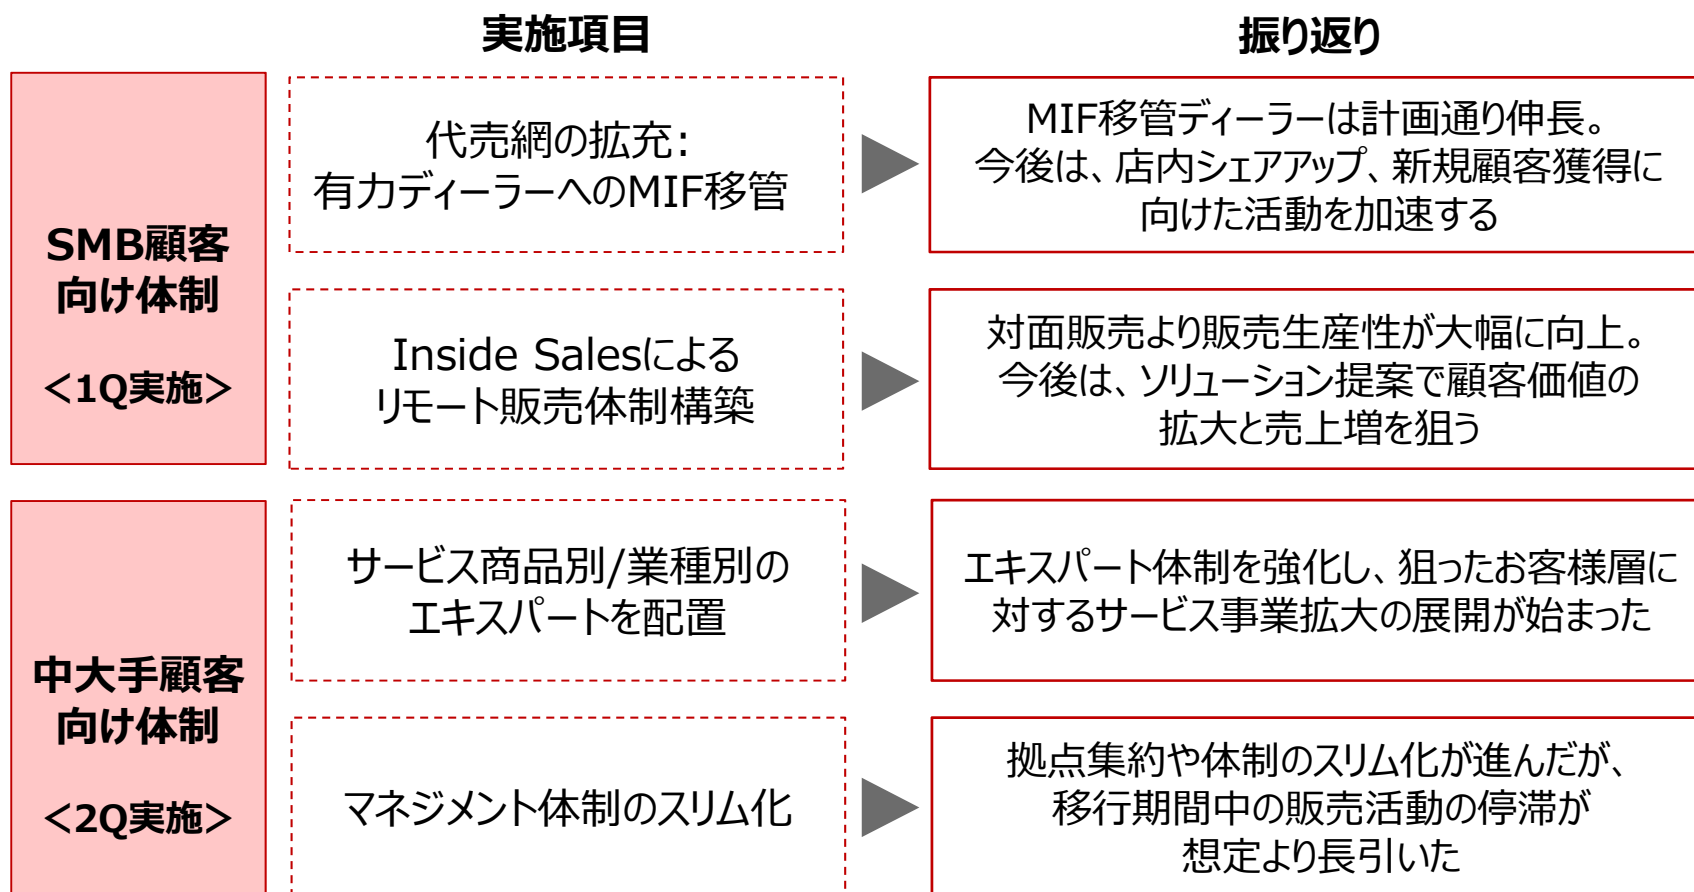 実施項目
振り返り
SMB顧客
向け体制
<1Q実施>
代売網の拡充:
有力ディーラーへのMIF移管
MIF移管ディーラーは計画通り伸長。
今後は、店内シェアアップ、新規顧客獲得に
向けた活動を加速する
Inside Salesによる
リモート販売体制構築
対面販売より販売生産性が大幅に向上。
今後は、ソリューション提案で顧客価値の
拡大と売上増を狙う
中大手顧客
向け体制
<2Q実施>
サービス商品別/業種別の
エキスパートを配置
エキスパート体制を強化し、狙ったお客様層に
対するサービス事業拡大の展開が始まった
マネジメント体制のスリム化
拠点集約や体制のスリム化が進んだが、
移行期間中の販売活動の停滞が
想定より長引いた